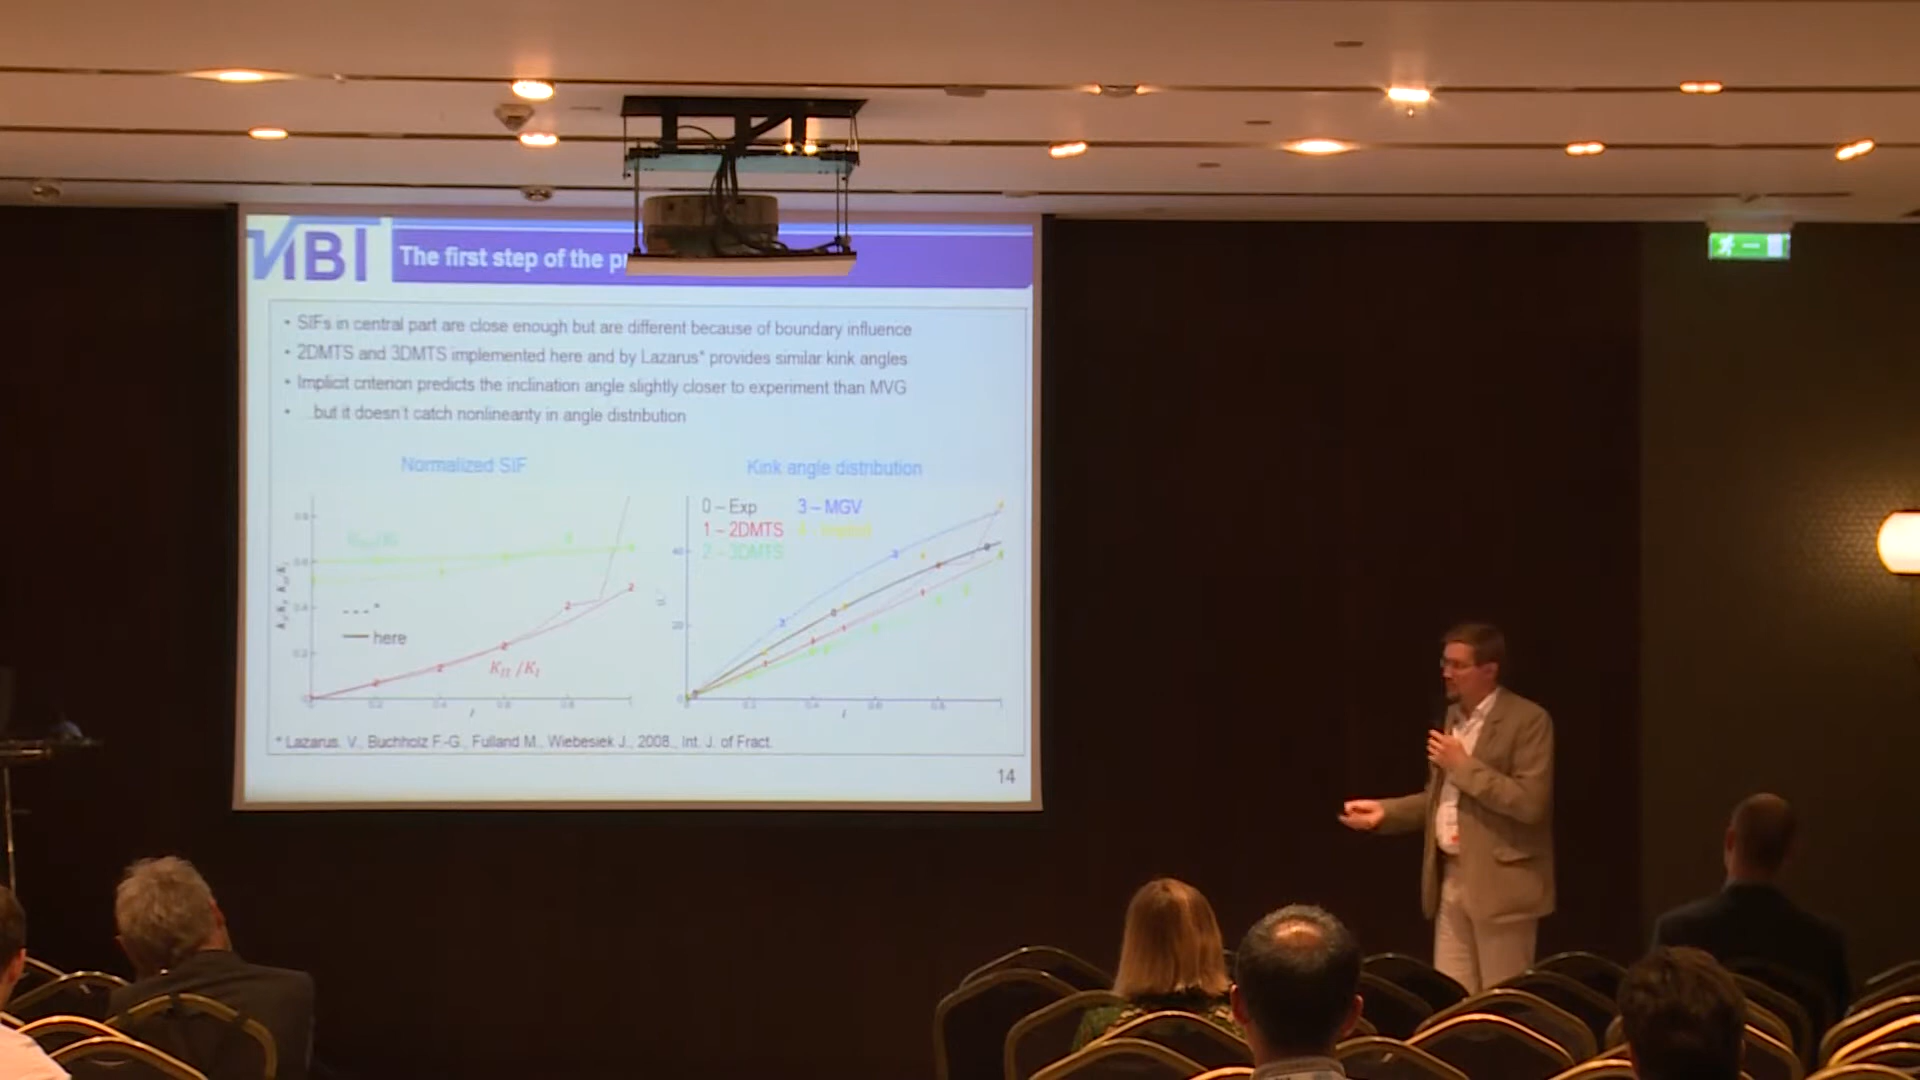 VIBI
The first step of the
• SIFs in central part are close enough but are different because of boundary influence
• 2DMTS and 3DMTS implemented here and by Lazarus* provides similar kink angles
• Implicit criterion predicts the inclination angle slightly closer to experiment than MVG
• ...but it doesn't catch nonlinearity in angle distribution
Normalized SIF
Kink angle distribution
0 – Exp
3 – MGV
1 – 2DMTS
2 – 3DMTS
*
here
K_II /K_I
* Lazarus. V., Buchholz F.-G., Fulland M., Wiebesiek J., 2008., Int. J. of Fract.
14